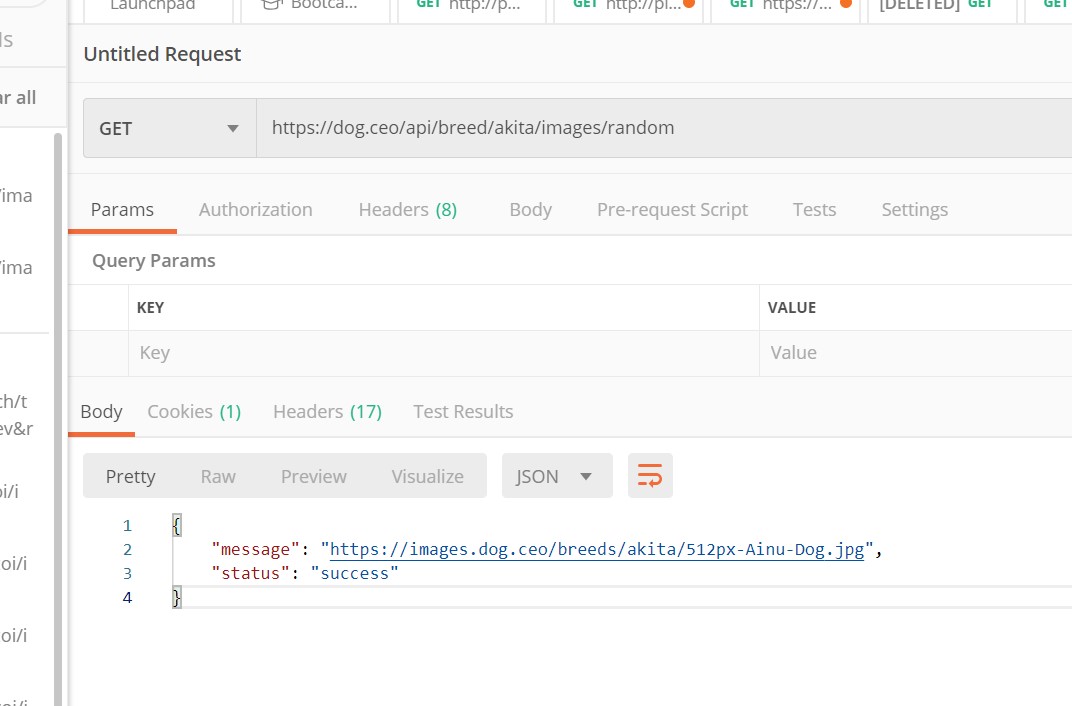 Launchpad Bootca... GET http://p... GET http://pl... GET https://... [DELETED] GET GET
ls
Untitled Request
ar all
GET https://dog.ceo/api/breed/akita/images/random
/ima
Params Authorization Headers (8) Body Pre-request Script Tests Settings
/ima
Query Params
KEY VALUE
Key Value
ch/t
Body Cookies (1) Headers (17) Test Results
ev&r
Pretty Raw Preview Visualize JSON
oi/i
1 {
2 "message": "https://images.dog.ceo/breeds/akita/512px-Ainu-Dog.jpg",
oi/i
3 "status": "success"
4 }
oi/i